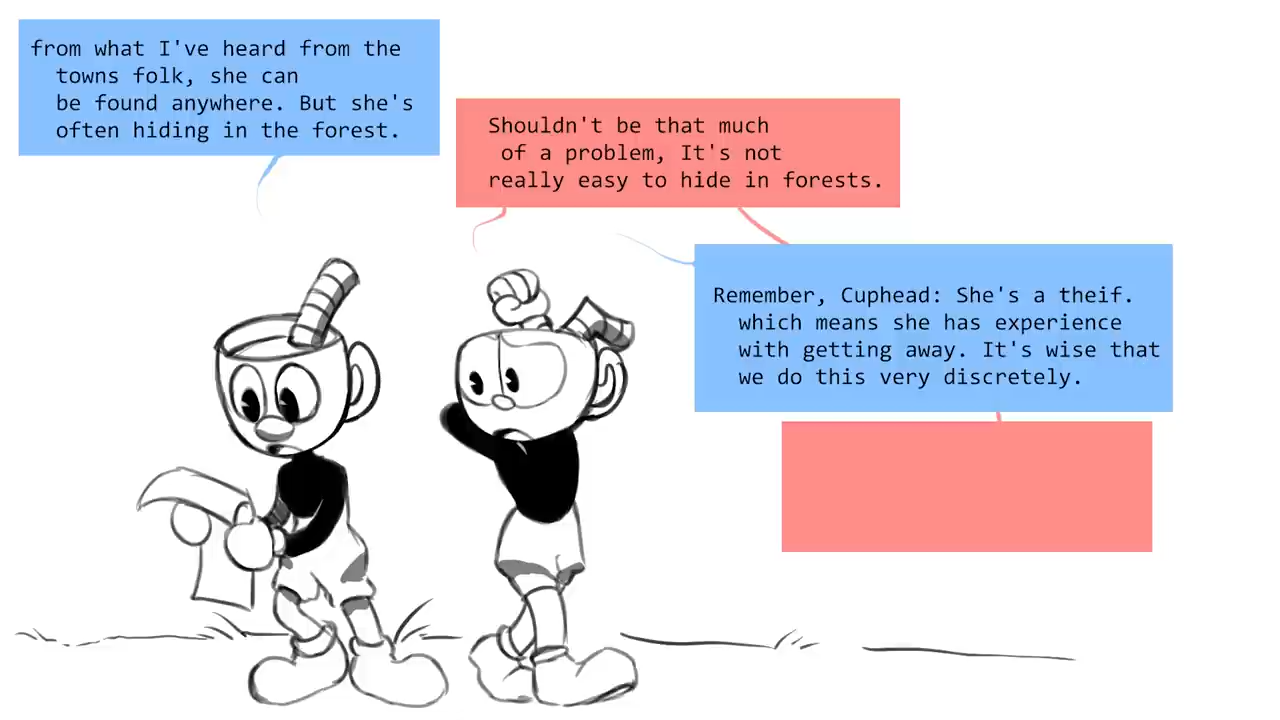 from what I've heard from the
towns folk, she can
be found anywhere. But she's
often hiding in the forest.
Shouldn't be that much
of a problem, It's not
really easy to hide in forests.
Remember, Cuphead: She's a theif.
which means she has experience
with getting away. It's wise that
we do this very discretely.